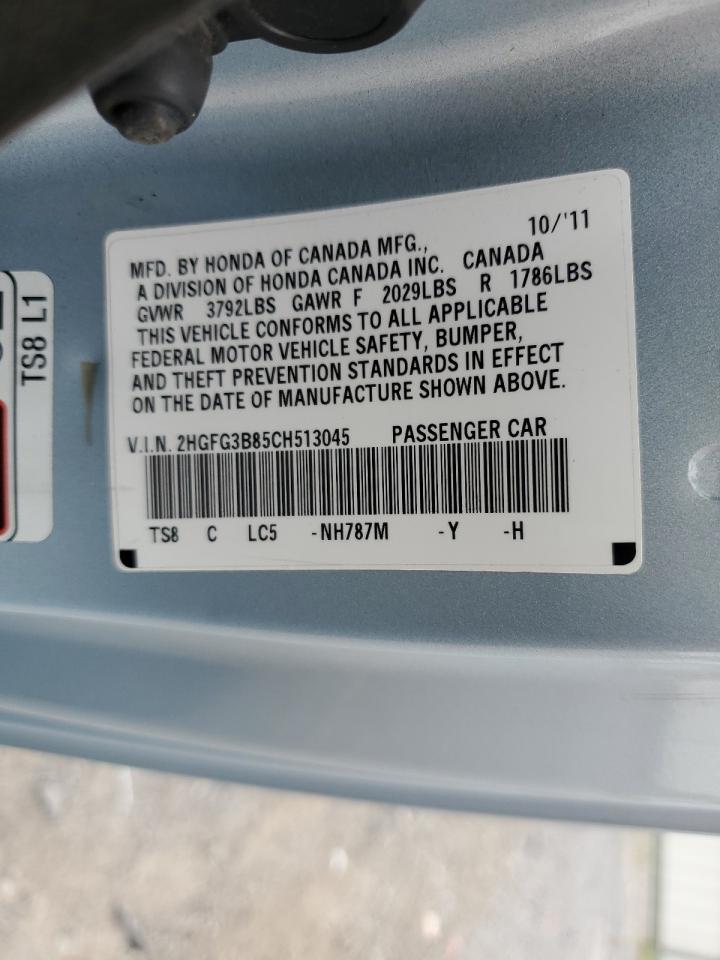 10/'11
MFD. BY HONDA OF CANADA MFG.,
A DIVISION OF HONDA CANADA INC. CANADA
GVWR 3792LBS GAWR F 2029LBS R 1786LBS
THIS VEHICLE CONFORMS TO ALL APPLICABLE
FEDERAL MOTOR VEHICLE SAFETY, BUMPER,
AND THEFT PREVENTION STANDARDS IN EFFECT
ON THE DATE OF MANUFACTURE SHOWN ABOVE.
V.I.N. 2HGFG3B85CH513045 PASSENGER CAR
TS8 C LC5 -NH787M -Y -H
TS8 L1